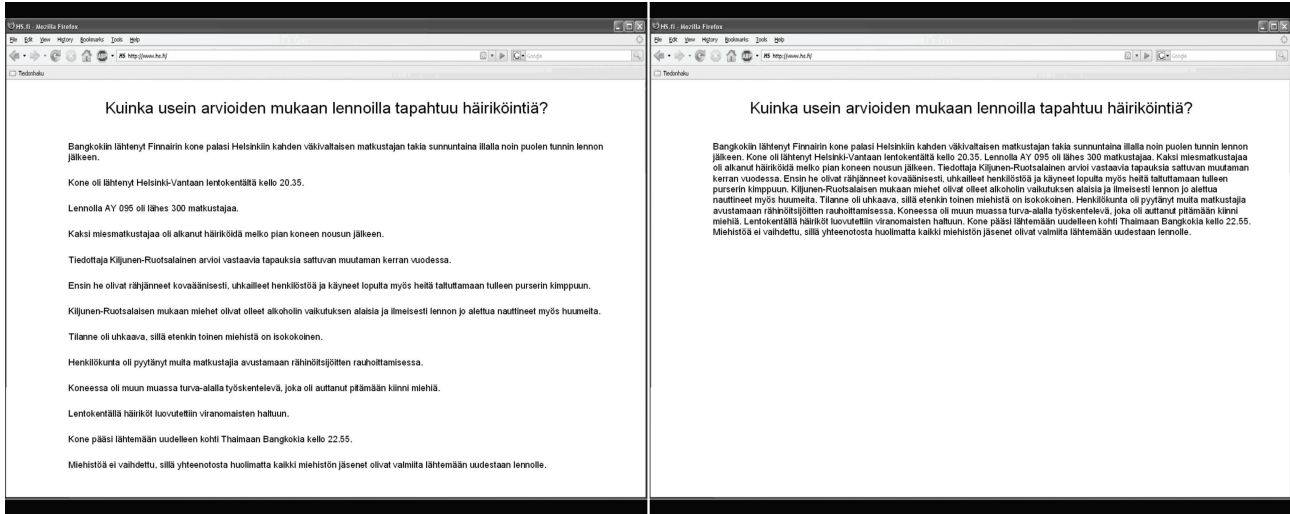 HS.fi - Mozilla Firefox
File Edit View History Bookmarks Tools Help
HS http://www.hs.fi/
Google
Tiedonhaku
Kuinka usein arvioiden mukaan lennoilla tapahtuu häiriköintiä?
Bangkokiin lähtenyt Finnairin kone palasi Helsinkiin kahden väkivaltaisen matkustajan takia sunnuntaina illalla noin puolen tunnin lennon
jälkeen.
Kone oli lähtenyt Helsinki-Vantaan lentokentältä kello 20.35.
Lennolla AY 095 oli lähes 300 matkustajaa.
Kaksi miesmatkustajaa oli alkanut häiriköidä melko pian koneen nousun jälkeen.
Tiedottaja Kiljunen-Ruotsalainen arvioi vastaavia tapauksia sattuvan muutaman kerran vuodessa.
Ensin he olivat rähjänneet kovaäänisesti, uhkailleet henkilöstöä ja käyneet lopulta myös heitä taltuttamaan tulleen purserin kimppuun.
Kiljunen-Ruotsalaisen mukaan miehet olivat olleet alkoholin vaikutuksen alaisia ja ilmeisesti lennon jo alettua nauttineet myös huumeita.
Tilanne oli uhkaava, sillä etenkin toinen miehistä on isokokoinen.
Henkilökunta oli pyytänyt muita matkustajia avustamaan rähinöitsijöitten rauhoittamisessa.
Koneessa oli muun muassa turva-alalla työskentelevä, joka oli auttanut pitämään kiinni miehiä.
Lentokentällä häiriköt luovutettiin viranomaisten haltuun.
Kone pääsi lähtemään uudelleen kohti Thaimaan Bangkokia kello 22.55.
Miehistöä ei vaihdettu, sillä yhteenotosta huolimatta kaikki miehistön jäsenet olivat valmiita lähtemään uudestaan lennolle.
HS.fi - Mozilla Firefox
File Edit View History Bookmarks Tools Help
HS http://www.hs.fi/
Google
Tiedonhaku
Kuinka usein arvioiden mukaan lennoilla tapahtuu häiriköintiä?
Bangkokiin lähtenyt Finnairin kone palasi Helsinkiin kahden väkivaltaisen matkustajan takia sunnuntaina illalla noin puolen tunnin lennon
jälkeen. Kone oli lähtenyt Helsinki-Vantaan lentokentältä kello 20.35. Lennolla AY 095 oli lähes 300 matkustajaa. Kaksi miesmatkustajaa
oli alkanut häiriköidä melko pian koneen nousun jälkeen. Tiedottaja Kiljunen-Ruotsalainen arvioi vastaavia tapauksia sattuvan muutaman
kerran vuodessa. Ensin he olivat rähjänneet kovaäänisesti, uhkailleet henkilöstöä ja käyneet lopulta myös heitä taltuttamaan tulleen
purserin kimppuun. Kiljunen-Ruotsalaisen mukaan miehet olivat olleet alkoholin vaikutuksen alaisia ja ilmeisesti lennon jo alettua
nauttineet myös huumeita. Tilanne oli uhkaava, sillä etenkin toinen miehistä on isokokoinen. Henkilökunta oli pyytänyt muita matkustajia
avustamaan rähinöitsijöitten rauhoittamisessa. Koneessa oli muun muassa turva-alalla työskentelevä, joka oli auttanut pitämään kiinni
miehiä. Lentokentällä häiriköt luovutettiin viranomaisten haltuun. Kone pääsi lähtemään uudelleen kohti Thaimaan Bangkokia kello 22.55.
Miehistöä ei vaihdettu, sillä yhteenotosta huolimatta kaikki miehistön jäsenet olivat valmiita lähtemään uudestaan lennolle.